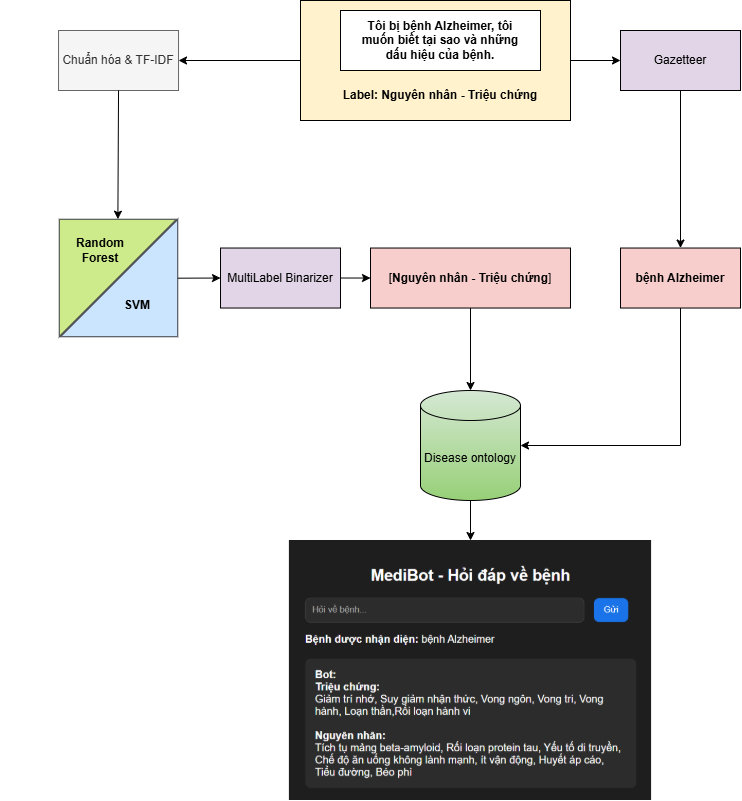 Tôi bị bệnh Alzheimer, tôi
muốn biết tại sao và những
dấu hiệu của bệnh.
Label: Nguyên nhân - Triệu chứng
Chuẩn hóa & TF-IDF
Gazetteer
Random
Forest
SVM
MultiLabel Binarizer
[Nguyên nhân - Triệu chứng]
bệnh Alzheimer
Disease ontology
MediBot - Hỏi đáp về bệnh
Hỏi về bệnh...
Gửi
Bệnh được nhận diện: bệnh Alzheimer
Bot:
Triệu chứng:
Giảm trí nhớ, Suy giảm nhận thức, Vong ngôn, Vong tri, Vong
hành, Loạn thần,Rối loạn hành vi
Nguyên nhân:
Tích tụ mảng beta-amyloid, Rối loạn protein tau, Yếu tố di truyền,
Chế độ ăn uống không lành mạnh, ít vận động, Huyết áp cáo,
Tiểu đường, Béo phì